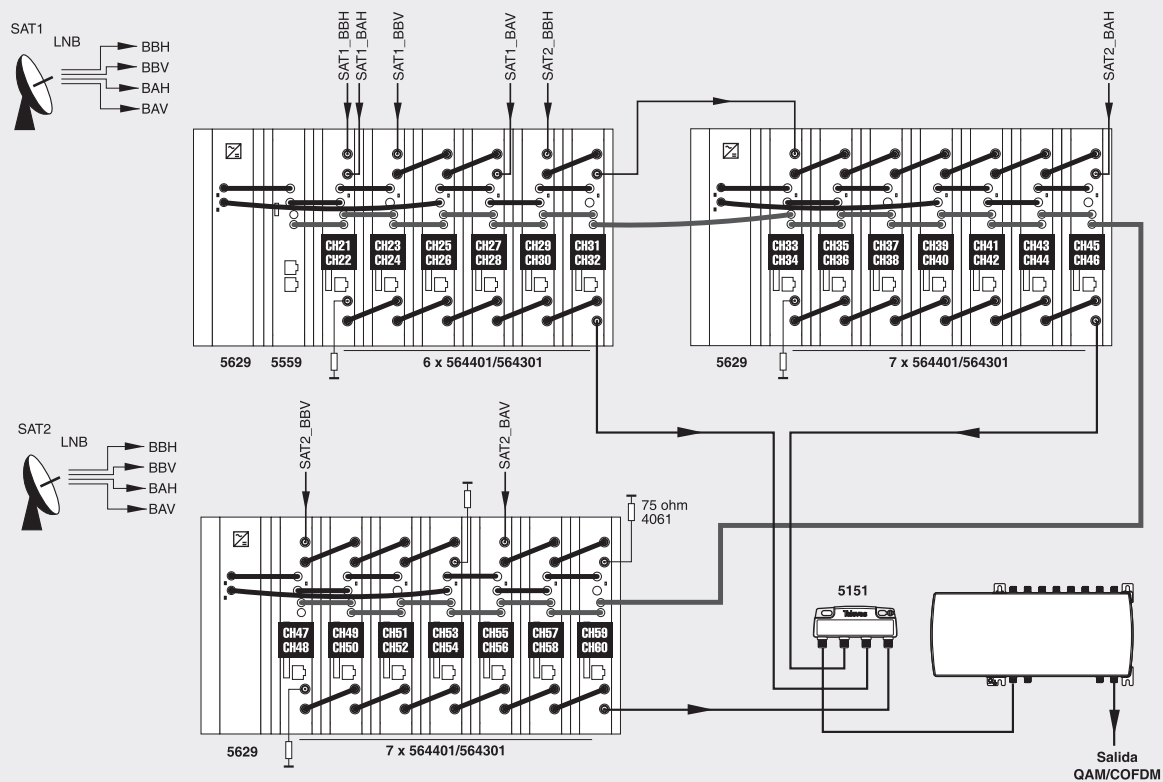 SAT1
LNB
BBH
BBV
BAH
BAV
SAT1_BBH
SAT1_BAH
SAT1_BBV
SAT1_BAV
SAT2_BBH
SAT2_BAH
CH21
CH22
CH23
CH24
CH25
CH26
CH27
CH28
CH29
CH30
CH31
CH32
CH33
CH34
CH35
CH36
CH37
CH38
CH39
CH40
CH41
CH42
CH43
CH44
CH45
CH46
5629
5559
6 x 564401/564301
5629
7 x 564401/564301
SAT2
LNB
BBH
BBV
BAH
BAV
SAT2_BBV
SAT2_BAV
75 ohm
4061
CH47
CH48
CH49
CH50
CH51
CH52
CH53
CH54
CH55
CH56
CH57
CH58
CH59
CH60
5629
7 x 564401/564301
5151
Televes
Salida
QAM/COFDM